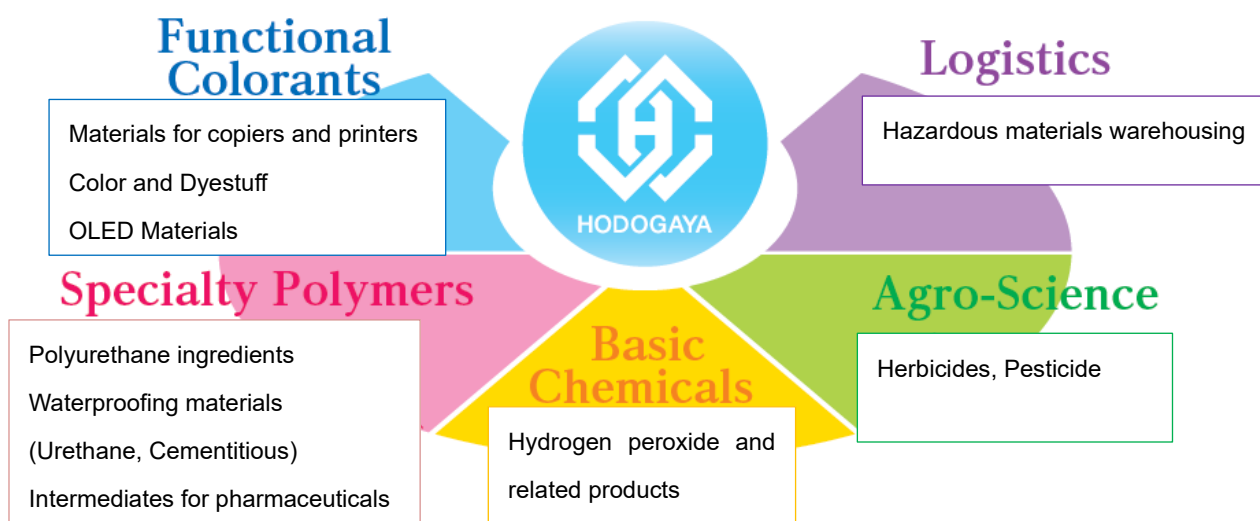 Functional
Colorants
Materials for copiers and printers
Color and Dyestuff
OLED Materials
HODOGAYA
Logistics
Hazardous materials warehousing
Specialty Polymers
Polyurethane ingredients
Waterproofing materials
(Urethane, Cementitious)
Intermediates for pharmaceuticals
Basic
Chemicals
Hydrogen peroxide and
related products
Agro-Science
Herbicides, Pesticide